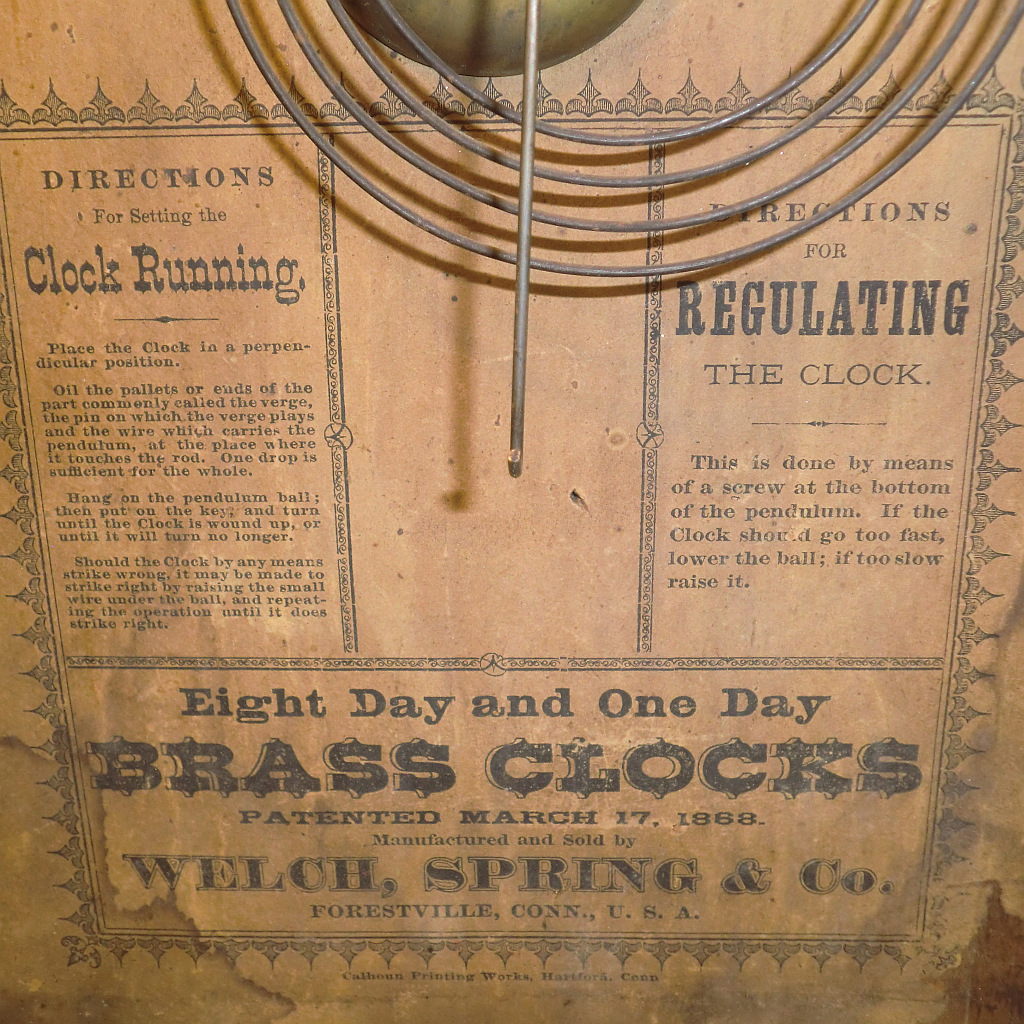 DIRECTIONS
For Setting the
Clock Running.
Place the Clock in a perpen-
dicular position.
Oil the pallets or ends of the
part commonly called the verge,
the pin on which the verge plays
and the wire which carries the
pendulum, at the place where
it touches the rod. One drop is
sufficient for the whole.
Hang on the pendulum ball;
then put on the key; and turn
until the Clock is wound up, or
until it will turn no longer.
Should the Clock by any means
strike wrong, it may be made to
strike right by raising the small
wire under the ball, and repeat-
ing the operation until it does
strike right.
DIRECTIONS
FOR
REGULATING
THE CLOCK.
This is done by means
of a screw at the bottom
of the pendulum. If the
Clock should go too fast,
lower the ball; if too slow
raise it.
Eight Day and One Day
BRASS CLOCKS
PATENTED MARCH 17, 1868.
Manufactured and Sold by
WELCH, SPRING & Co.
FORESTVILLE, CONN., U. S. A.
Calhoun Printing Works, Hartford, Conn